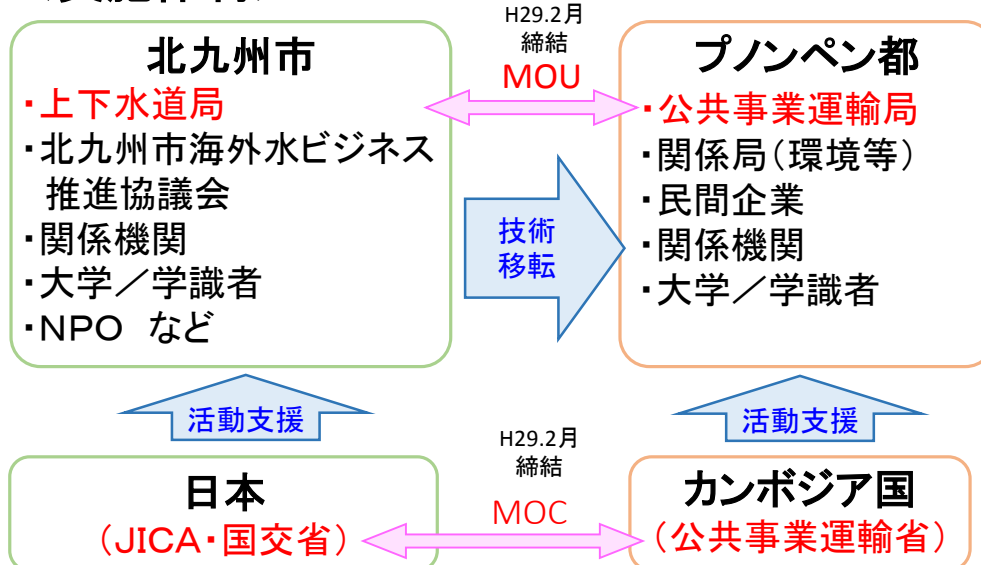 北九州市
・上下水道局
・北九州市海外水ビジネス
推進協議会
・関係機関
・大学／学識者
・NPO など
H29.2月
締結
MOU
技術
移転
プノンペン都
・公共事業運輸局
・関係局(環境等)
・民間企業
・関係機関
・大学／学識者
活動支援
活動支援
日本
(JICA・国交省)
H29.2月
締結
MOC
カンボジア国
(公共事業運輸省)